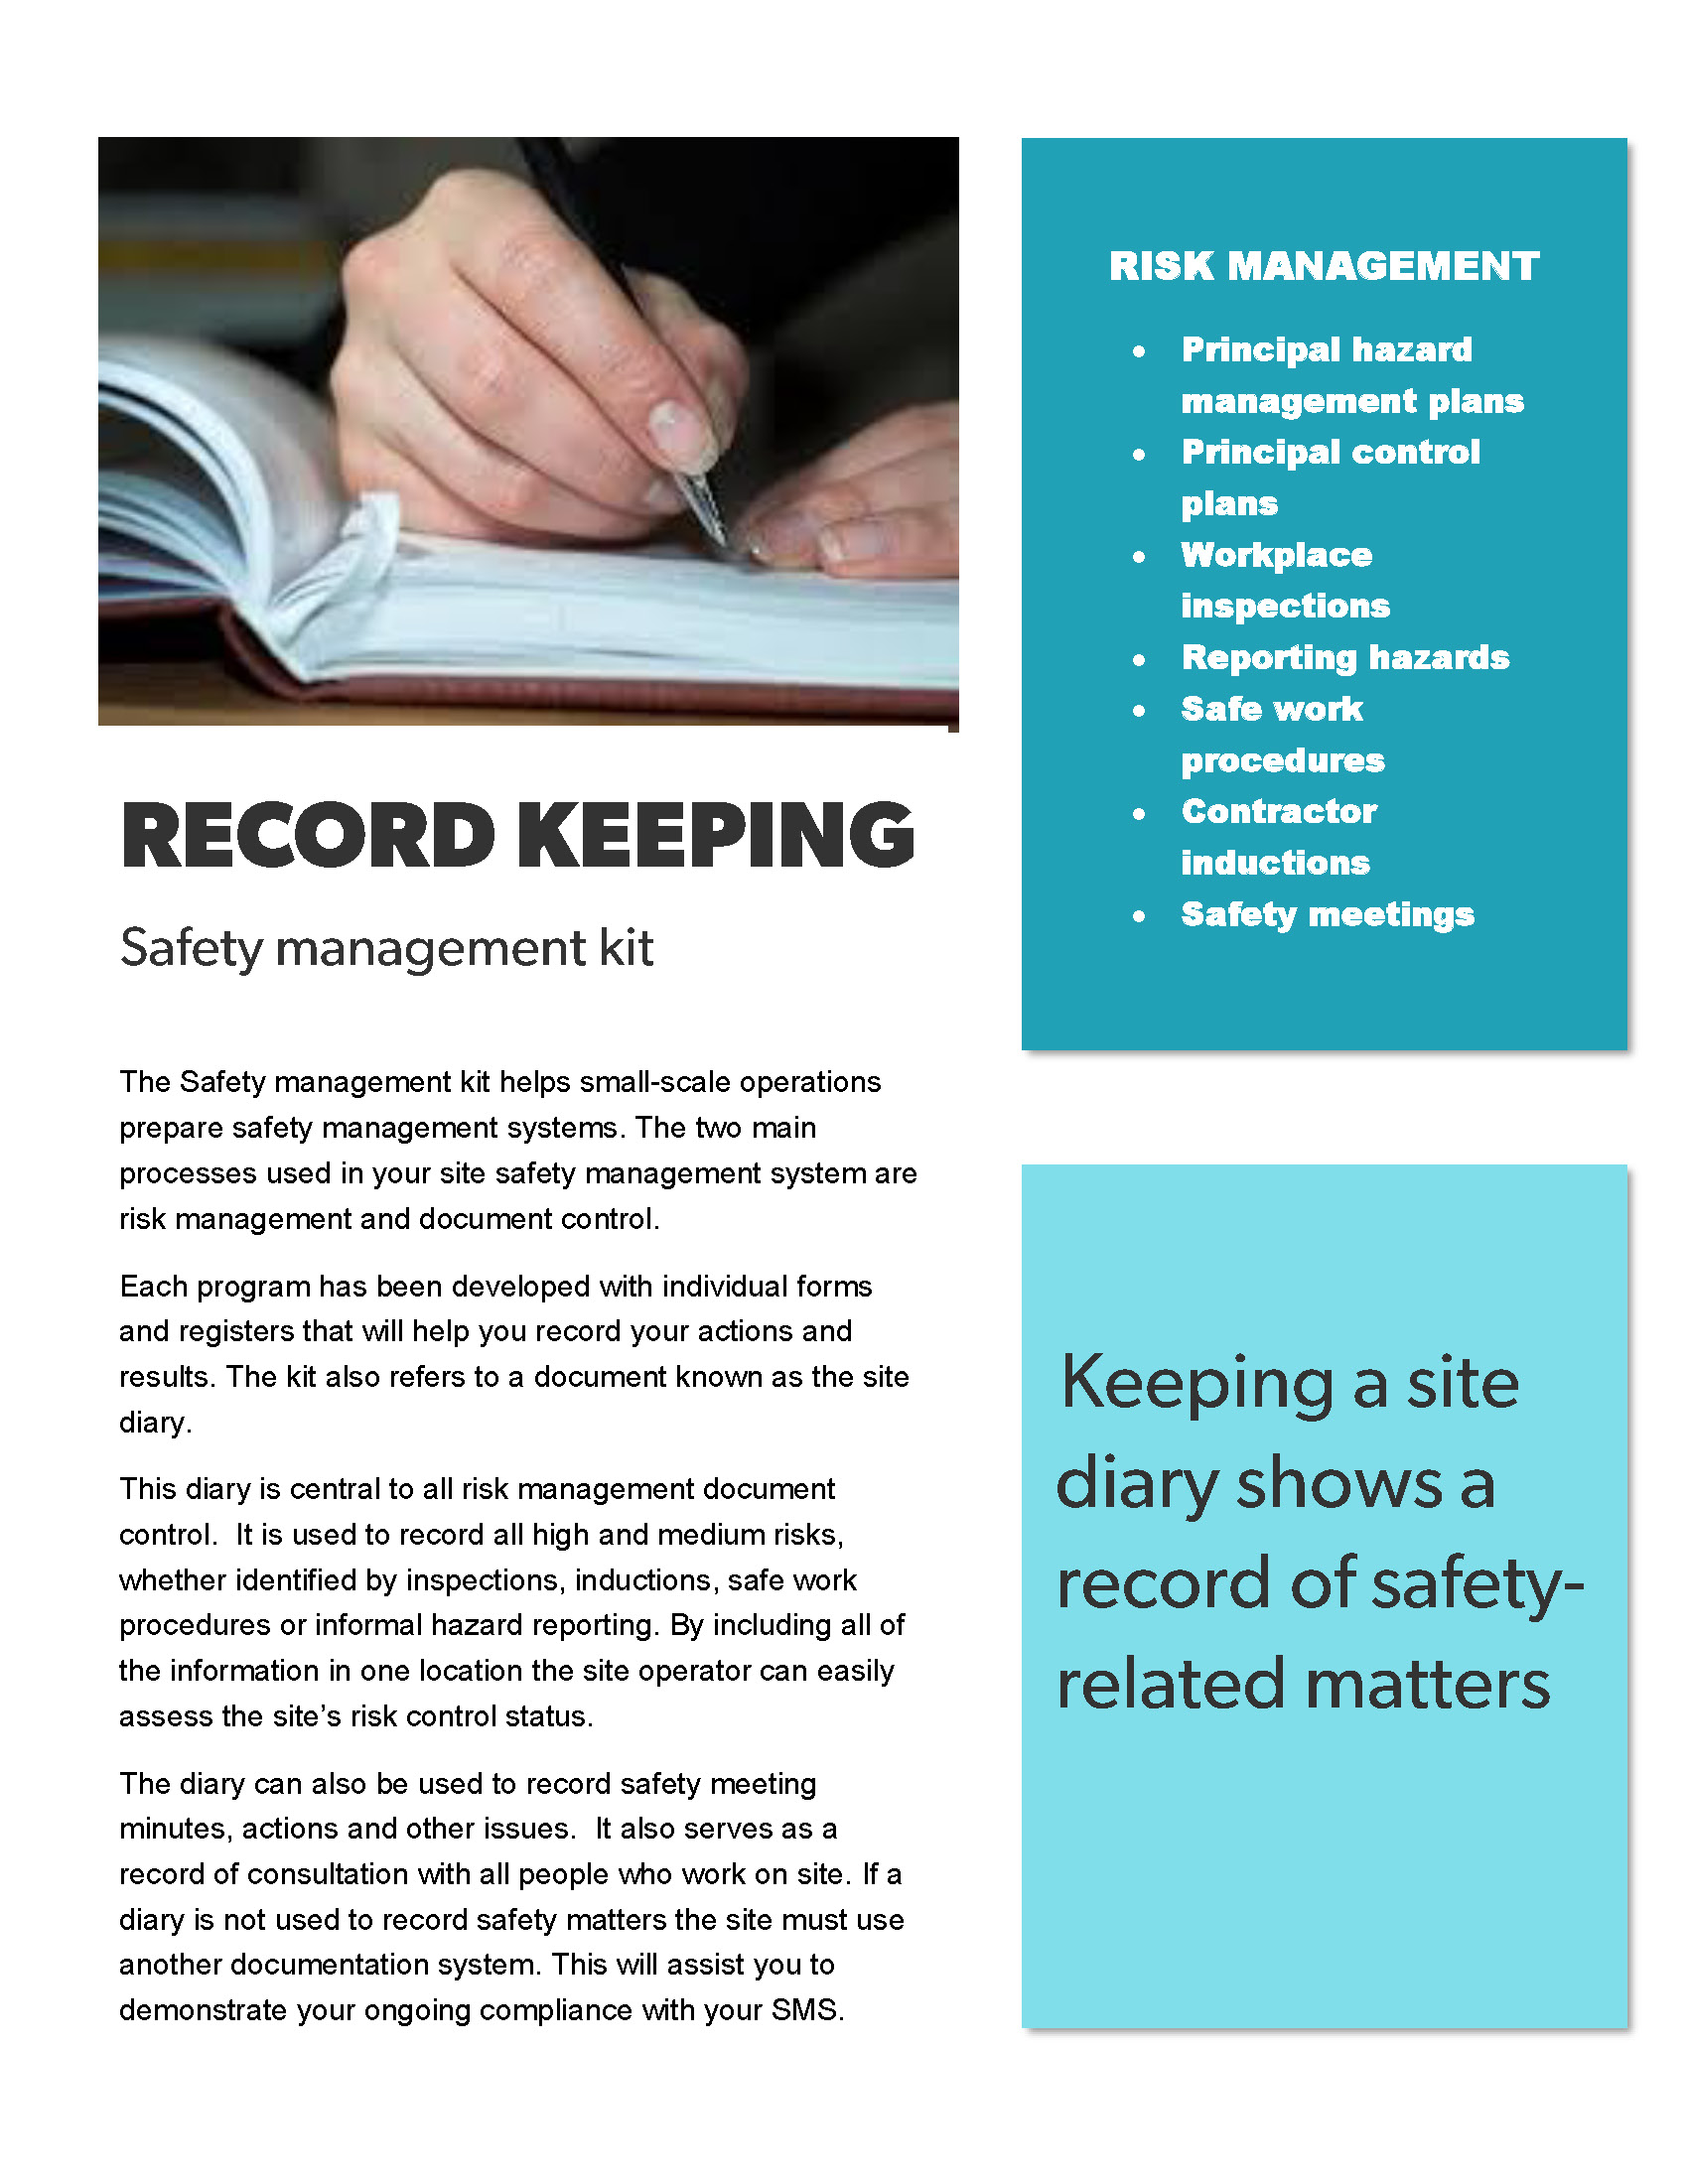 RECORD KEEPING
Safety management kit
The Safety management kit helps small-scale operations
prepare safety management systems. The two main
processes used in your site safety management system are
risk management and document control.
Each program has been developed with individual forms
and registers that will help you record your actions and
results. The kit also refers to a document known as the site
diary.
This diary is central to all risk management document
control.  It is used to record all high and medium risks,
whether identified by inspections, inductions, safe work
procedures or informal hazard reporting. By including all of
the information in one location the site operator can easily
assess the site’s risk control status.
The diary can also be used to record safety meeting
minutes, actions and other issues.  It also serves as a
record of consultation with all people who work on site. If a
diary is not used to record safety matters the site must use
another documentation system. This will assist you to
demonstrate your ongoing compliance with your SMS.
RISK MANAGEMENT
• Principal hazard
management plans
• Principal control
plans
• Workplace
inspections
• Reporting hazards
• Safe work
procedures
• Contractor
inductions
• Safety meetings
Keeping a site
diary shows a
record of safety-
related matters